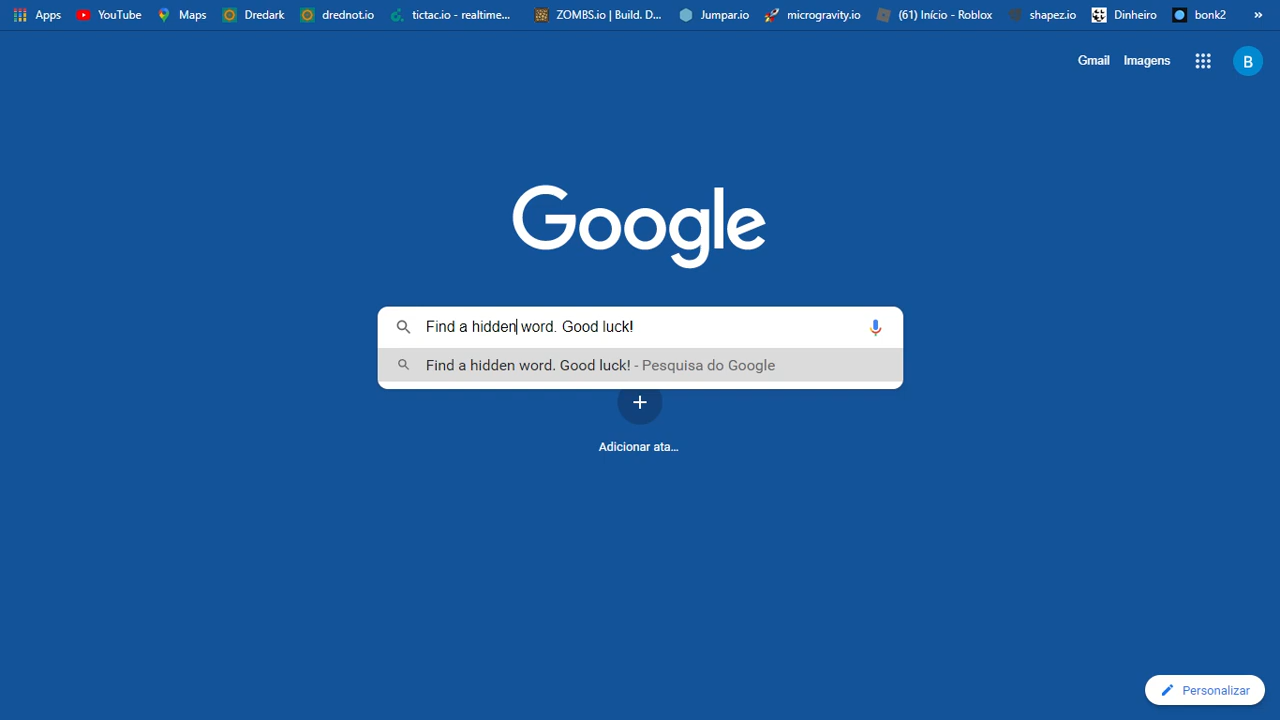 Apps YouTube Maps Dredark drednot.io tictac.io - realtime... ZOMBS.io | Build. D... Jumpar.io microgravity.io (61) Início - Roblox shapez.io Dinheiro bonk2 »
Gmail Imagens B
Google
Find a hidden word. Good luck!
Find a hidden word. Good luck! - Pesquisa do Google
Adicionar ata...
Personalizar